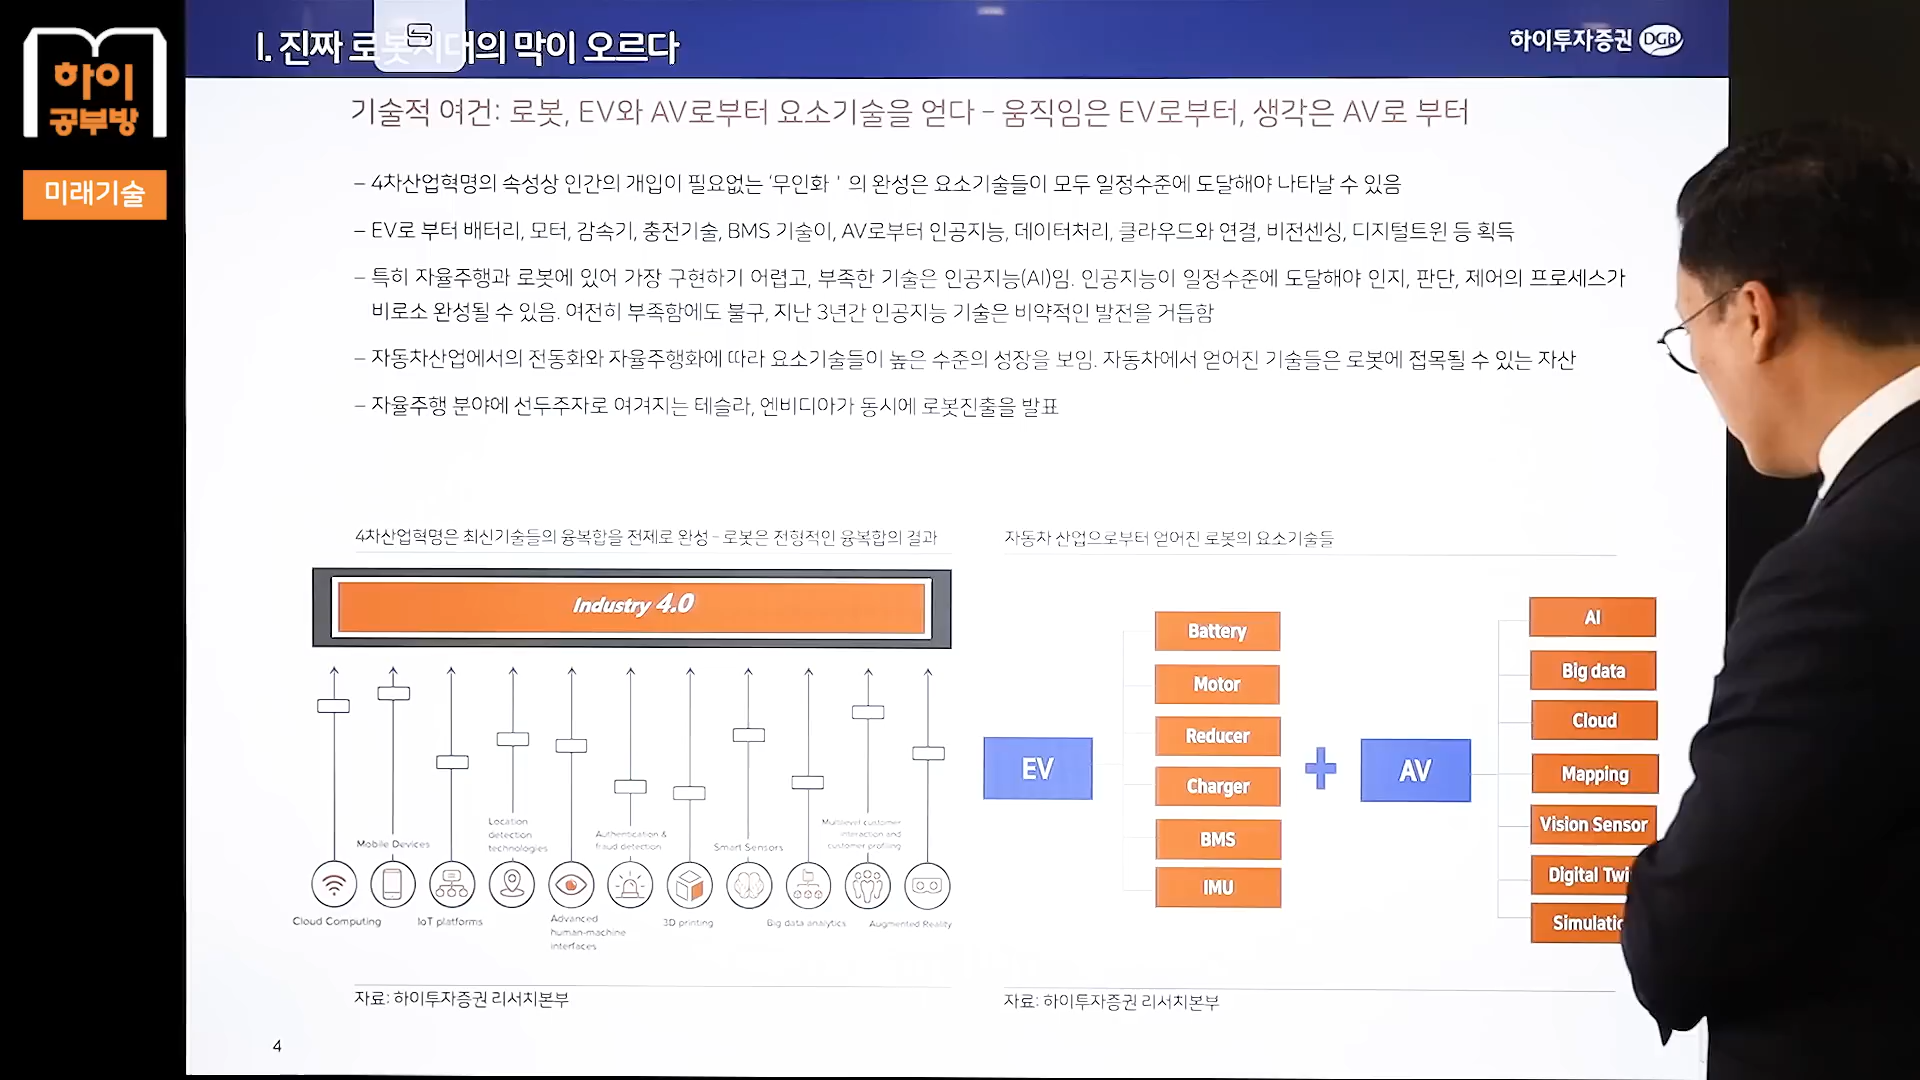 하이
공부방
미래기술
I. 진짜 로봇시대의 막이 오르다
하이투자증권 DGB
기술적 여건: 로봇, EV와 AV로부터 요소기술을 얻다 – 움직임은 EV로부터, 생각은 AV로 부터
– 4차산업혁명의 속성상 인간의 개입이 필요없는 '무인화 ' 의 완성은 요소기술들이 모두 일정수준에 도달해야 나타날 수 있음
– EV로 부터 배터리, 모터, 감속기, 충전기술, BMS 기술이, AV로부터 인공지능, 데이터처리, 클라우드와 연결, 비전센싱, 디지털트윈 등 획득
– 특히 자율주행과 로봇에 있어 가장 구현하기 어렵고, 부족한 기술은 인공지능(AI)임. 인공지능이 일정수준에 도달해야 인지, 판단, 제어의 프로세스가
비로소 완성될 수 있음. 여전히 부족함에도 불구, 지난 3년간 인공지능 기술은 비약적인 발전을 거듭함
– 자동차산업에서의 전동화와 자율주행화에 따라 요소기술들이 높은 수준의 성장을 보임. 자동차에서 얻어진 기술들은 로봇에 접목될 수 있는 자산
– 자율주행 분야에 선두주자로 여겨지는 테슬라, 엔비디아가 동시에 로봇진출을 발표
4차산업혁명은 최신기술들의 융복합을 전제로 완성 – 로봇은 전형적인 융복합의 결과
Industry 4.0
Mobile Devices
Location
detection
technologies
Authentication &
fraud detection
Smart Sensors
Multilevel customer
interaction and
customer profiling
Cloud Computing
IoT platforms
Advanced
human-machine
interfaces
3D printing
Big data analytics
Augmented Reality
자료: 하이투자증권 리서치본부
자동차 산업으로부터 얻어진 로봇의 요소기술들
EV
Battery
Motor
Reducer
Charger
BMS
IMU
+
AV
AI
Big data
Cloud
Mapping
Vision Sensor
Digital Twi
Simulatio
자료: 하이투자증권 리서치본부
4